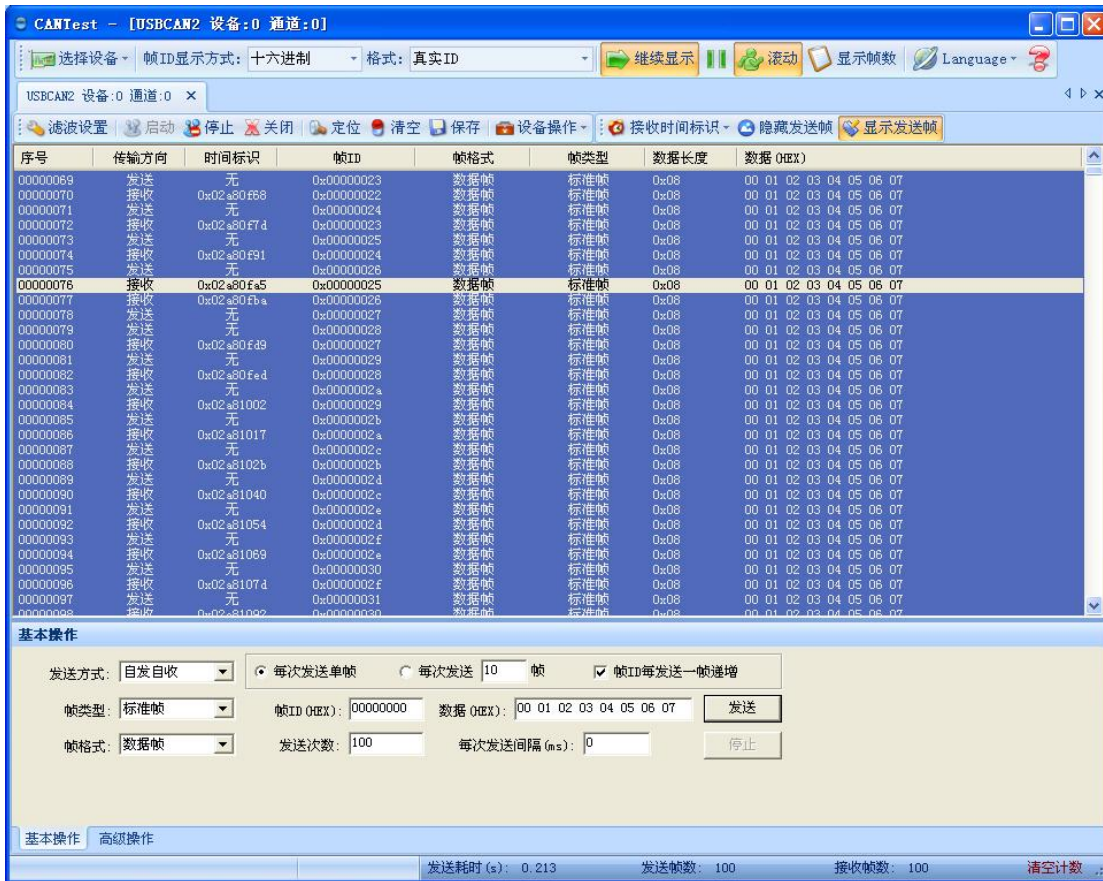 CANTest - [USBCAN2 设备:0 通道:0]
选择设备 帧ID显示方式: 十六进制 格式: 真实ID 继续显示 滚动 显示帧数 Language
USBCAN2 设备:0 通道:0 ×
滤波设置 启动 停止 关闭 定位 清空 保存 设备操作 接收时间标识 隐藏发送帧 显示发送帧
序号 传输方向 时间标识 帧ID 帧格式 帧类型 数据长度 数据(HEX)
00000069 发送 无 0x00000023 数据帧 标准帧 0x08 00 01 02 03 04 05 06 07
00000070 接收 0x02a80f68 0x00000022 数据帧 标准帧 0x08 00 01 02 03 04 05 06 07
00000071 发送 无 0x00000024 数据帧 标准帧 0x08 00 01 02 03 04 05 06 07
00000072 接收 0x02a80f7d 0x00000023 数据帧 标准帧 0x08 00 01 02 03 04 05 06 07
00000073 发送 无 0x00000025 数据帧 标准帧 0x08 00 01 02 03 04 05 06 07
00000074 接收 0x02a80f91 0x00000024 数据帧 标准帧 0x08 00 01 02 03 04 05 06 07
00000075 发送 无 0x00000026 数据帧 标准帧 0x08 00 01 02 03 04 05 06 07
00000076 接收 0x02a80fa5 0x00000025 数据帧 标准帧 0x08 00 01 02 03 04 05 06 07
00000077 接收 0x02a80fba 0x00000026 数据帧 标准帧 0x08 00 01 02 03 04 05 06 07
00000078 发送 无 0x00000027 数据帧 标准帧 0x08 00 01 02 03 04 05 06 07
00000079 发送 无 0x00000028 数据帧 标准帧 0x08 00 01 02 03 04 05 06 07
00000080 接收 0x02a80fd9 0x00000027 数据帧 标准帧 0x08 00 01 02 03 04 05 06 07
00000081 发送 无 0x00000029 数据帧 标准帧 0x08 00 01 02 03 04 05 06 07
00000082 接收 0x02a80fed 0x00000028 数据帧 标准帧 0x08 00 01 02 03 04 05 06 07
00000083 发送 无 0x0000002a 数据帧 标准帧 0x08 00 01 02 03 04 05 06 07
00000084 接收 0x02a81002 0x00000029 数据帧 标准帧 0x08 00 01 02 03 04 05 06 07
00000085 发送 无 0x0000002b 数据帧 标准帧 0x08 00 01 02 03 04 05 06 07
00000086 接收 0x02a81017 0x0000002a 数据帧 标准帧 0x08 00 01 02 03 04 05 06 07
00000087 发送 无 0x0000002c 数据帧 标准帧 0x08 00 01 02 03 04 05 06 07
00000088 接收 0x02a8102b 0x0000002b 数据帧 标准帧 0x08 00 01 02 03 04 05 06 07
00000089 发送 无 0x0000002d 数据帧 标准帧 0x08 00 01 02 03 04 05 06 07
00000090 接收 0x02a81040 0x0000002c 数据帧 标准帧 0x08 00 01 02 03 04 05 06 07
00000091 发送 无 0x0000002e 数据帧 标准帧 0x08 00 01 02 03 04 05 06 07
00000092 接收 0x02a81054 0x0000002d 数据帧 标准帧 0x08 00 01 02 03 04 05 06 07
00000093 发送 无 0x0000002f 数据帧 标准帧 0x08 00 01 02 03 04 05 06 07
00000094 接收 0x02a81069 0x0000002e 数据帧 标准帧 0x08 00 01 02 03 04 05 06 07
00000095 发送 无 0x00000030 数据帧 标准帧 0x08 00 01 02 03 04 05 06 07
00000096 接收 0x02a8107d 0x0000002f 数据帧 标准帧 0x08 00 01 02 03 04 05 06 07
00000097 发送 无 0x00000031 数据帧 标准帧 0x08 00 01 02 03 04 05 06 07
00000098 接收 0x02a81092 0x00000030 数据帧 标准帧 0x08 00 01 02 03 04 05 06 07
基本操作
发送方式: 自发自收 每次发送单帧 每次发送 10 帧 帧ID每发送一帧递增
帧类型: 标准帧 帧ID(HEX): 00000000 数据(HEX): 00 01 02 03 04 05 06 07 发送
帧格式: 数据帧 发送次数: 100 每次发送间隔(ms): 0 停止
基本操作 高级操作
发送耗时(s): 0.213 发送帧数: 100 接收帧数: 100 清空计数